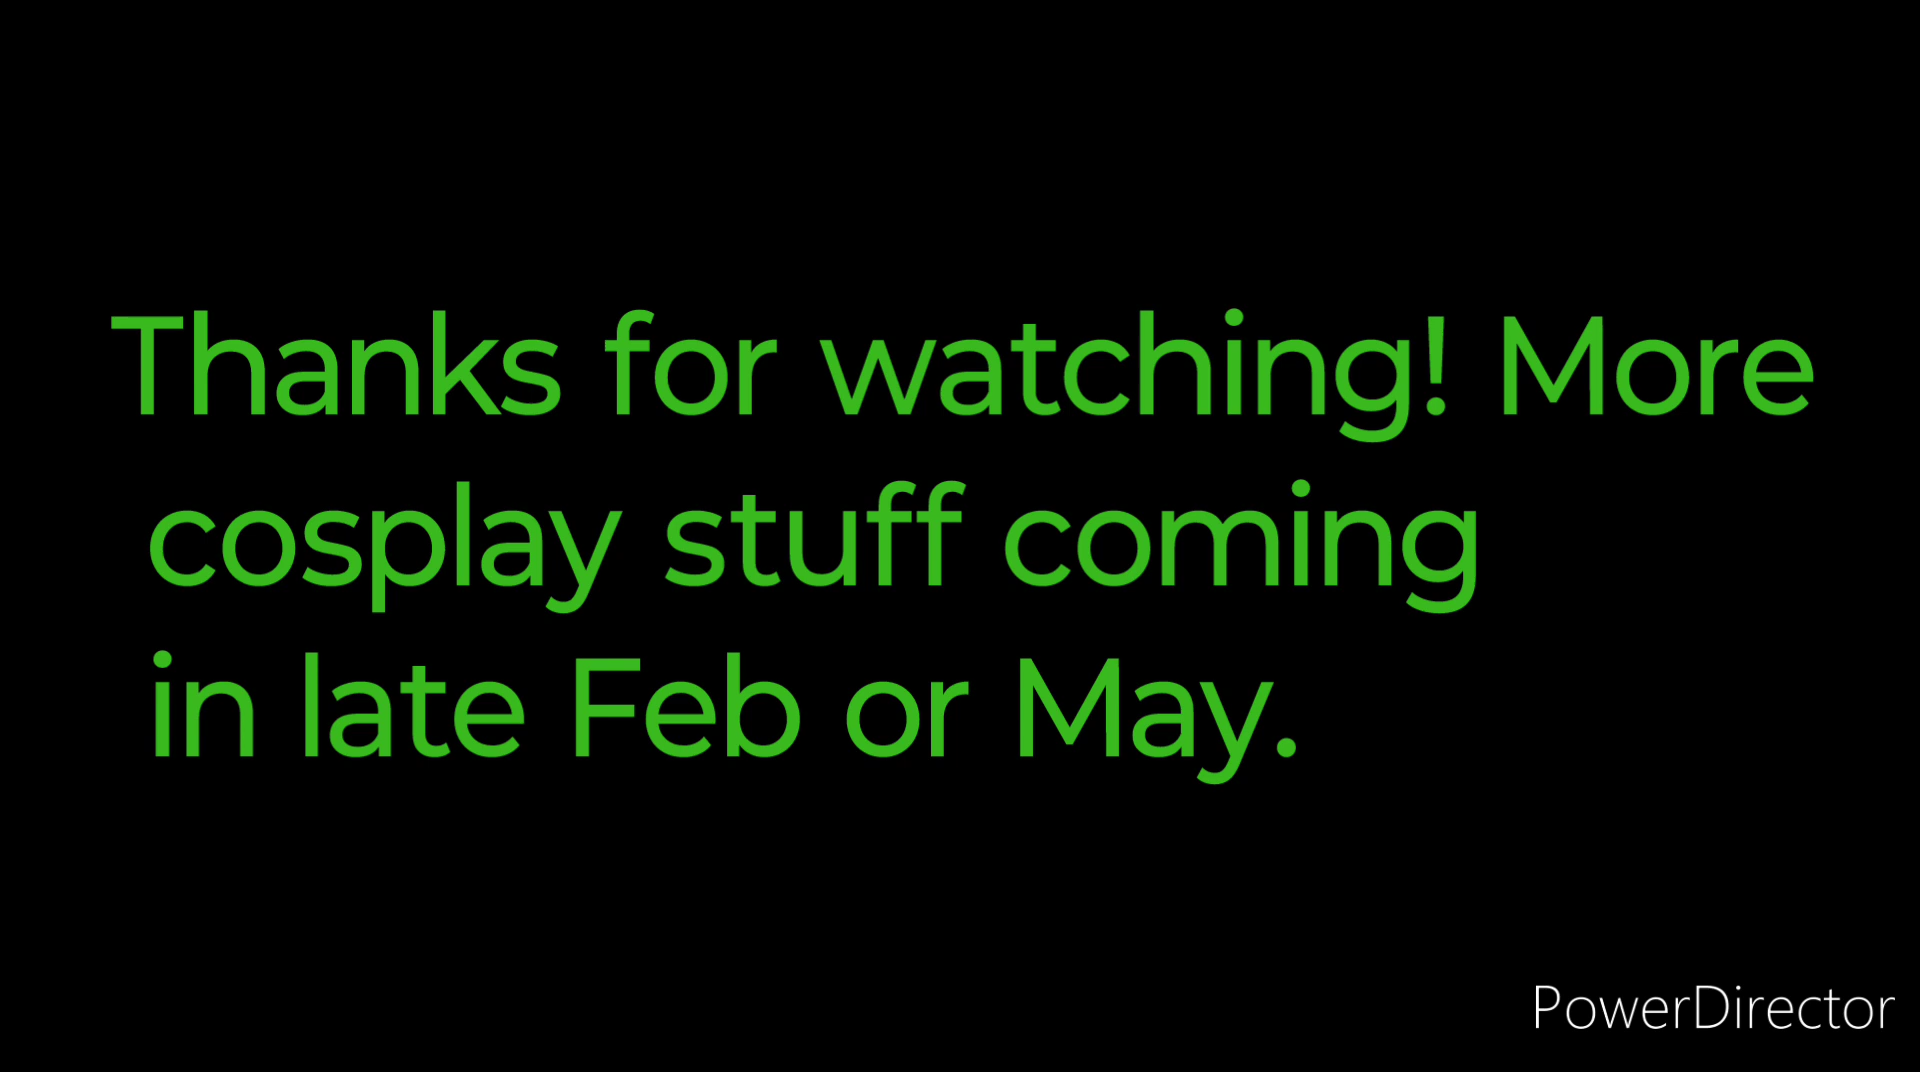 Thanks for watching! More
cosplay stuff coming
in late Feb or May.
PowerDirector